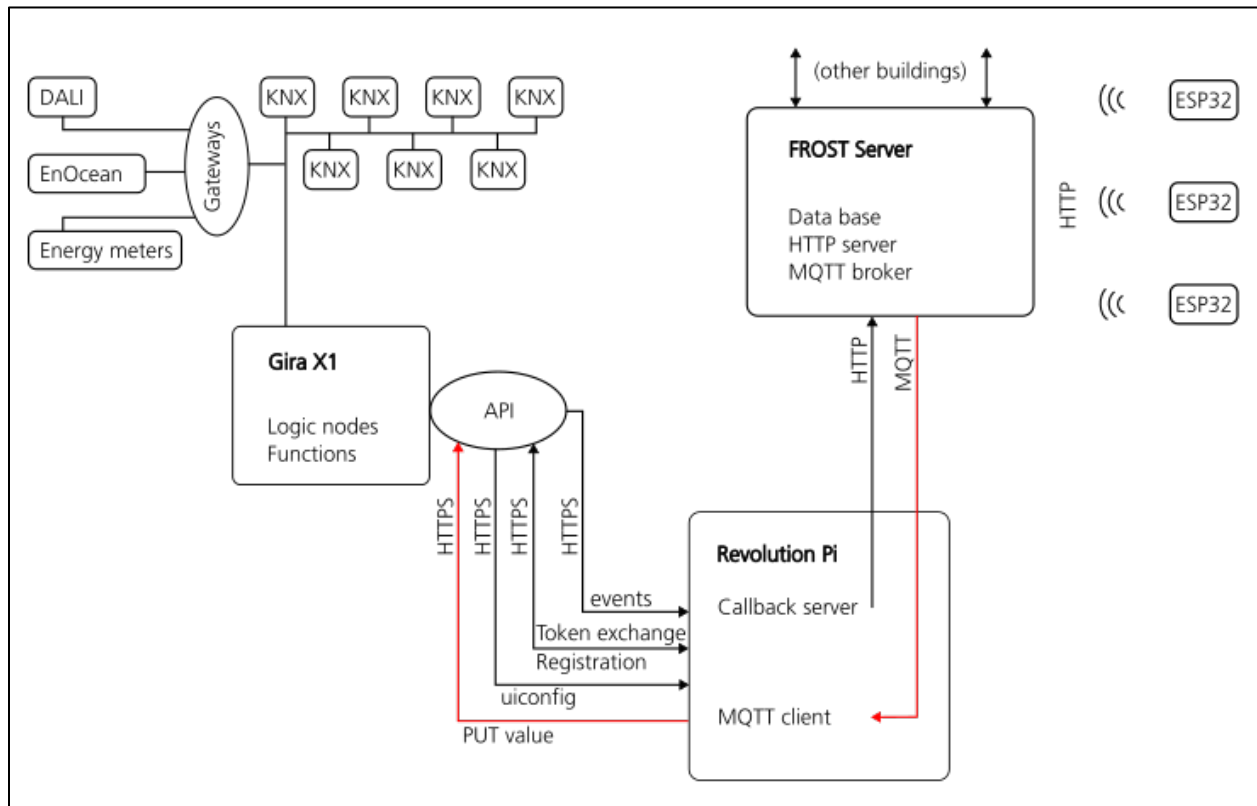 (other buildings)
DALI
KNX
KNX
KNX
KNX
ESP32
EnOcean
Gateways
KNX
KNX
KNX
FROST Server
Energy meters
Data base
HTTP server
MQTT broker
HTTP
ESP32
ESP32
Gira X1
Logic nodes
Functions
API
HTTP
MQTT
HTTPS
HTTPS
HTTPS
HTTPS
events
Token exchange
Registration
uiconfig
PUT value
Revolution Pi
Callback server
MQTT client